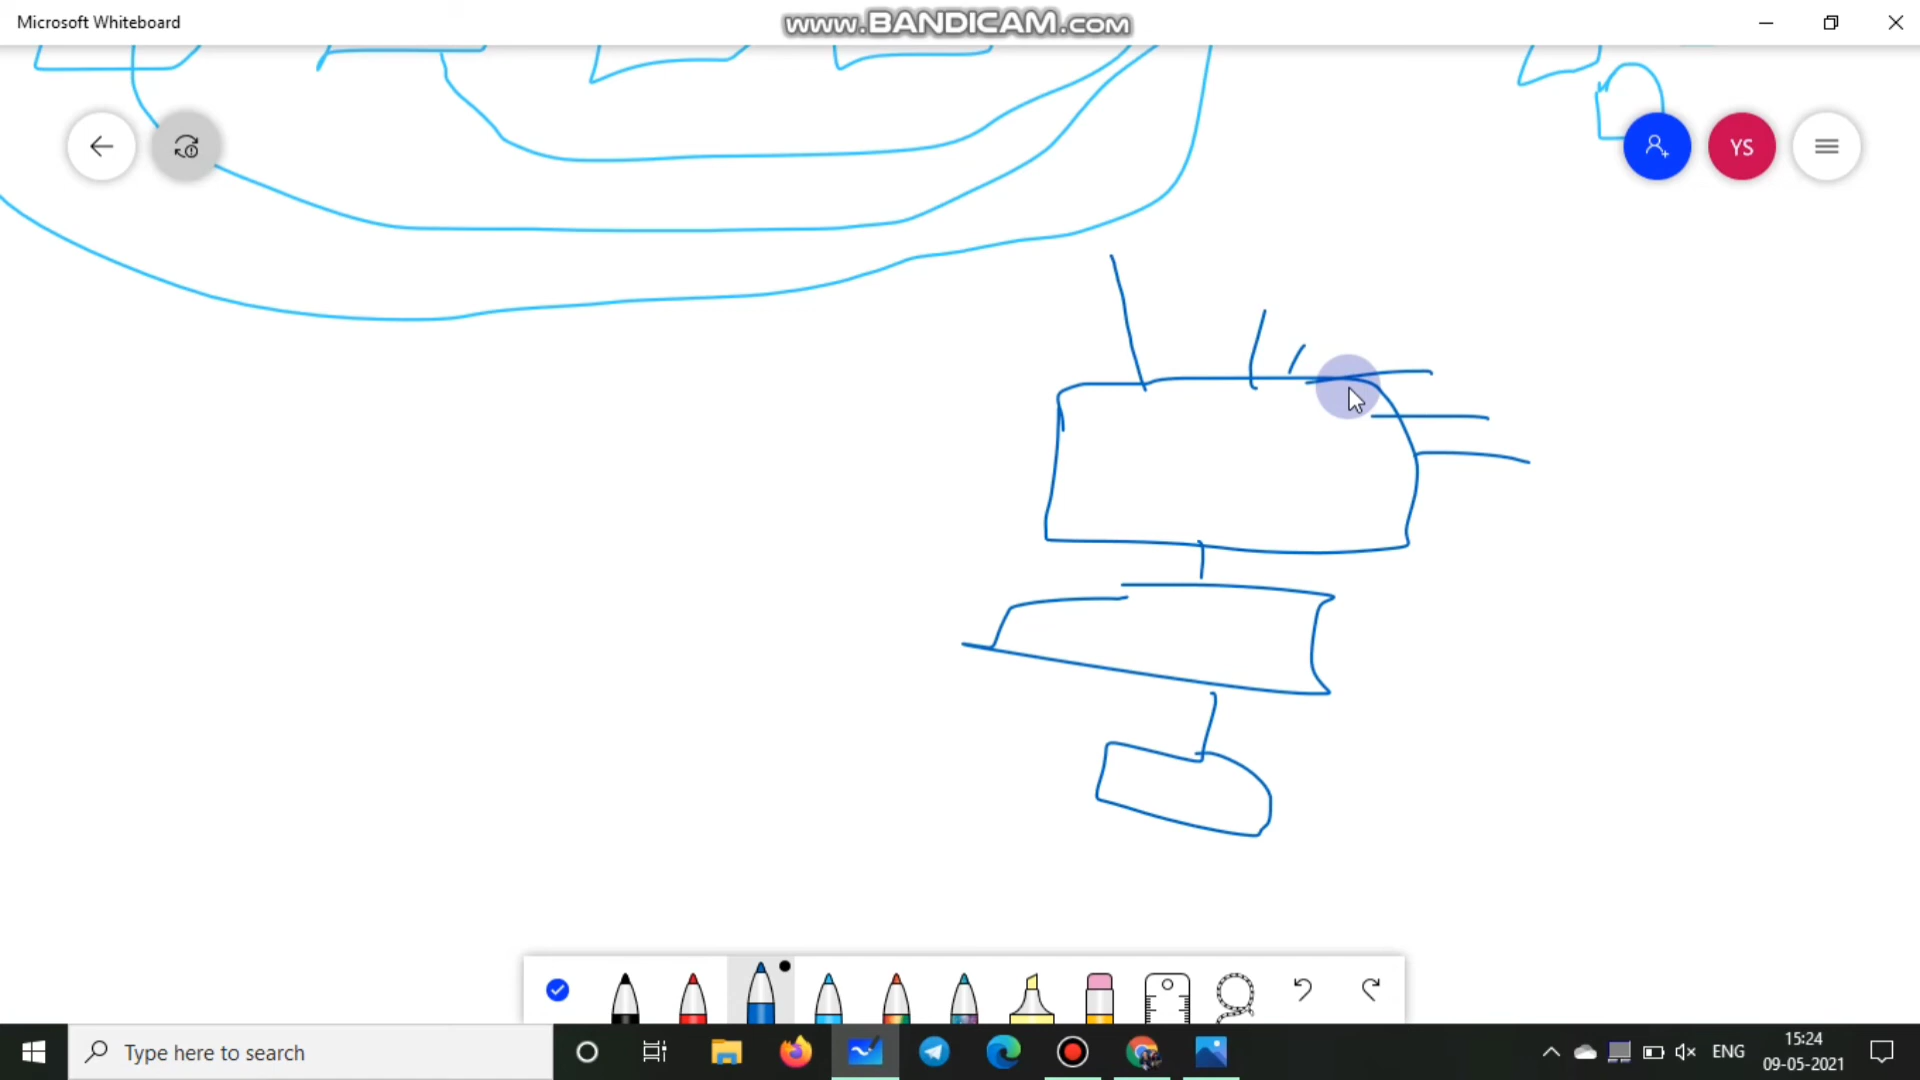 Microsoft Whiteboard
www.BANDICAM.com
YS
Type here to search
ENG
15:24
09-05-2021